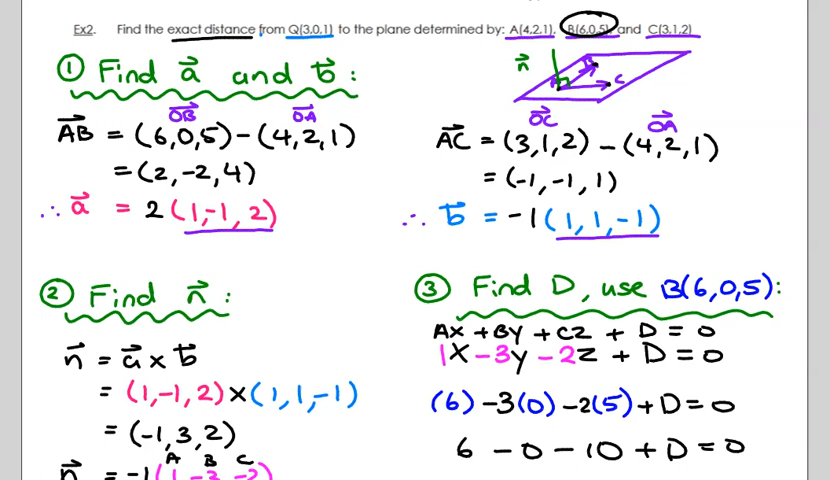 Ex2. Find the exact distance from Q(3,0,1) to the plane determined by: A(4,2,1), B(6,0,5), and C(3,1,2)
① Find a⃗ and b⃗ :
n⃗
B
C
OB⃗ OA⃗
AB⃗ = (6,0,5) - (4,2,1)
= (2,-2,4)
∴ a⃗ = 2(1,-1,2)
OC⃗ OA⃗
AC⃗ = (3,1,2) - (4,2,1)
= (-1,-1,1)
∴ b⃗ = -1(1,1,-1)
② Find n⃗ :
n⃗ = a⃗ × b⃗
= (1,-1,2) × (1,1,-1)
= (-1,3,2)
A B C
n⃗ = -1(1,-3,-2)
③ Find D, use B(6,0,5):
Ax + By + Cz + D = 0
1x - 3y - 2z + D = 0
(6) - 3(0) - 2(5) + D = 0
6 - 0 - 10 + D = 0